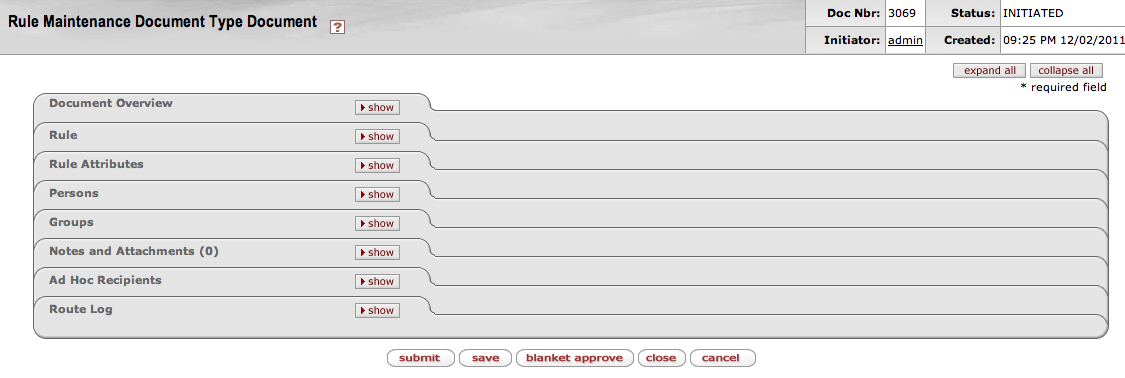 Rule Maintenance Document Type Document ?
Doc Nbr: 3069 Status: INITIATED
Initiator: admin Created: 09:25 PM 12/02/2011
expand all collapse all
* required field
Document Overview show
Rule show
Rule Attributes show
Persons show
Groups show
Notes and Attachments (0) show
Ad Hoc Recipients show
Route Log show
submit save blanket approve close cancel